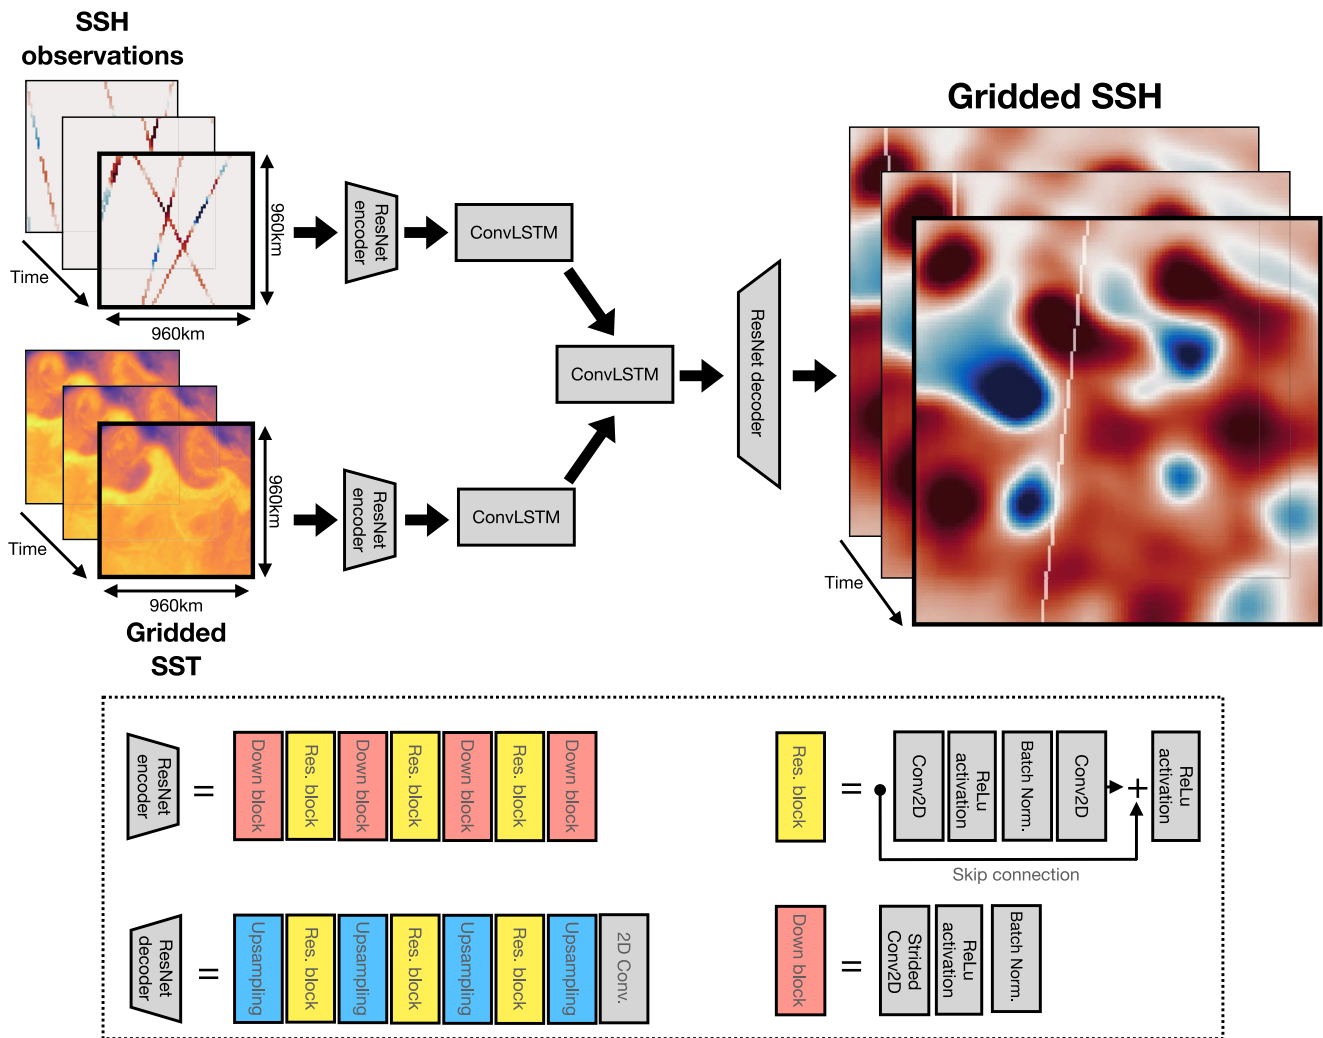 SSH
observations
Gridded SSH
960km
Time
960km
ResNet
encoder
ConvLSTM
ConvLSTM
ResNet decoder
960km
Time
960km
ResNet
encoder
ConvLSTM
Time
Gridded
SST
ResNet
encoder
=
Down block
Res. block
Down block
Res. block
Down block
Res. block
Down block
Res. block
=
Conv2D
ReLu
activation
Batch Norm.
Conv2D
+
ReLu
activation
Skip connection
ResNet
decoder
=
Upsampling
Res. block
Upsampling
Res. block
Upsampling
Res. block
Upsampling
2D Conv.
Down block
=
Strided
Conv2D
ReLu
activation
Batch Norm.